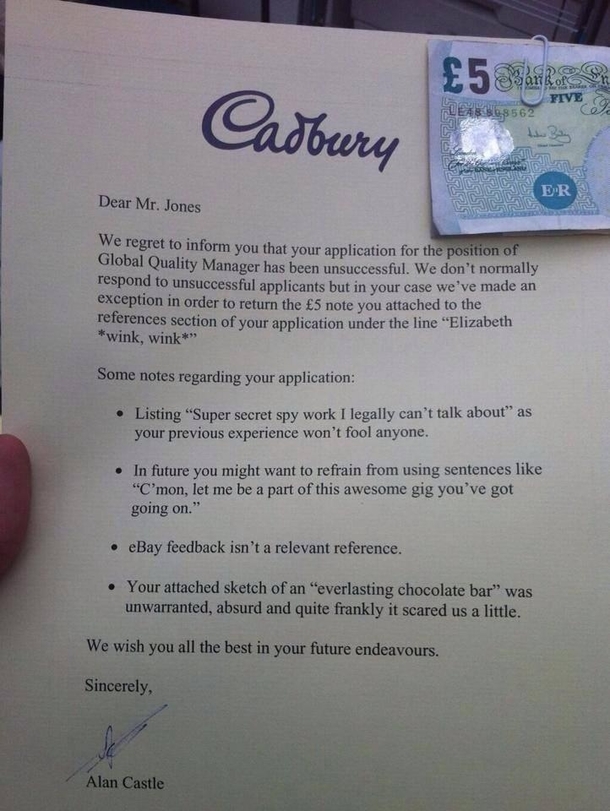 £5 Bank of
FIVE
Cadbury
E R
Dear Mr. Jones
We regret to inform you that your application for the position of
Global Quality Manager has been unsuccessful. We don't normally
respond to unsuccessful applicants but in your case we've made an
exception in order to return the £5 note you attached to the
references section of your application under the line “Elizabeth
*wink, wink*”
Some notes regarding your application:
• Listing “Super secret spy work I legally can't talk about” as
your previous experience won't fool anyone.
• In future you might want to refrain from using sentences like
“C'mon, let me be a part of this awesome gig you've got
going on.”
• eBay feedback isn't a relevant reference.
• Your attached sketch of an “everlasting chocolate bar” was
unwarranted, absurd and quite frankly it scared us a little.
We wish you all the best in your future endeavours.
Sincerely,
Alan Castle